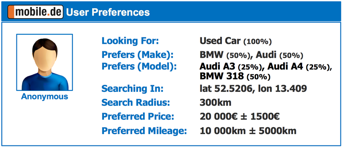 mobile.de User Preferences
Looking For: Used Car (100%)
Prefers (Make): BMW (50%), Audi (50%)
Prefers (Model): Audi A3 (25%), Audi A4 (25%),
BMW 318 (50%)
Searching In: lat 52.5206, lon 13.409
Search Radius: 300km
Preferred Price: 20 000€ ± 1500€
Preferred Mileage: 10 000km ± 5000km
Anonymous